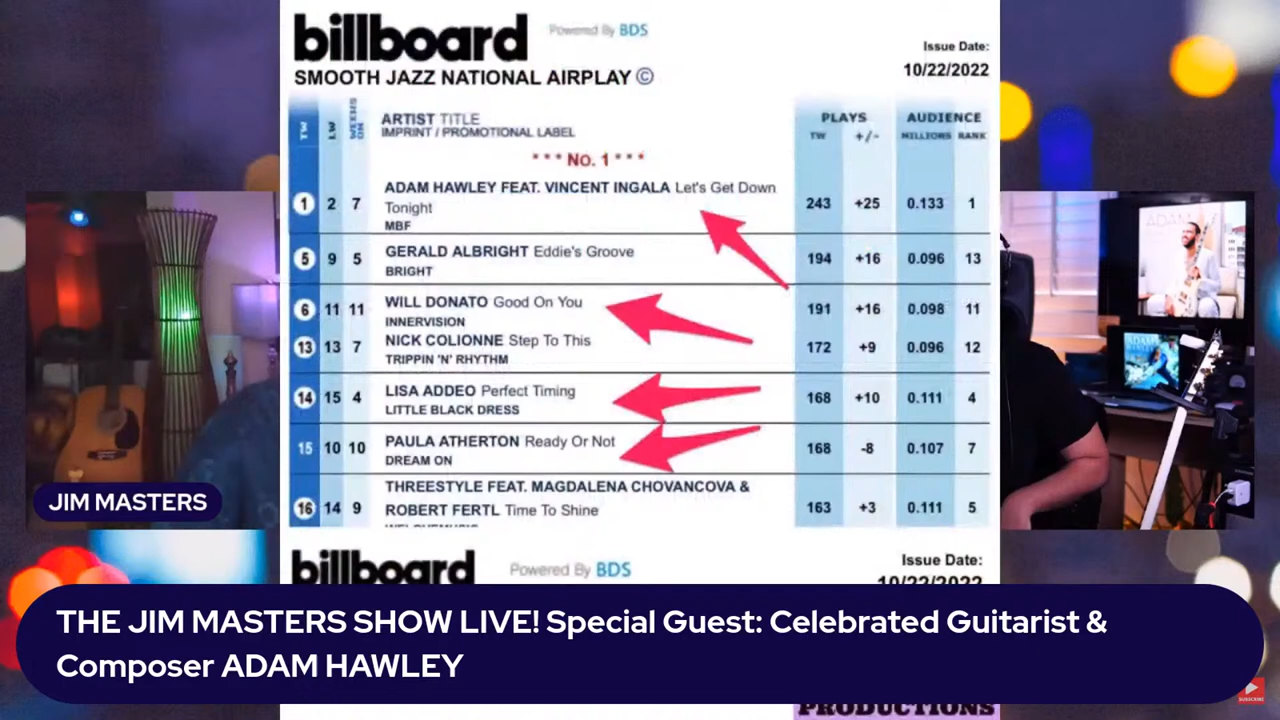 billboard Powered By BDS
SMOOTH JAZZ NATIONAL AIRPLAY ©
Issue Date:
10/22/2022
TW LW WEEKS ON ARTIST TITLE
IMPRINT / PROMOTIONAL LABEL
PLAYS AUDIENCE
TW +/- MILLIONS RANK
*** NO. 1 ***
1 2 7 ADAM HAWLEY FEAT. VINCENT INGALA Let's Get Down 243 +25 0.133 1
Tonight
MBF
5 9 5 GERALD ALBRIGHT Eddie's Groove 194 +16 0.096 13
BRIGHT
6 11 11 WILL DONATO Good On You 191 +16 0.098 11
INNERVISION
13 13 7 NICK COLIONNE Step To This 172 +9 0.096 12
TRIPPIN 'N' RHYTHM
14 15 4 LISA ADDEO Perfect Timing 168 +10 0.111 4
LITTLE BLACK DRESS
15 10 10 PAULA ATHERTON Ready Or Not 168 -8 0.107 7
DREAM ON
16 14 9 THREESTYLE FEAT. MAGDALENA CHOVANCOVA & 163 +3 0.111 5
ROBERT FERTL Time To Shine
JIM MASTERS
ADAM
billboard Powered By BDS
Issue Date:
10/22/2022
THE JIM MASTERS SHOW LIVE! Special Guest: Celebrated Guitarist &
Composer ADAM HAWLEY
SUBSCRIBE
PRODUCTIONS